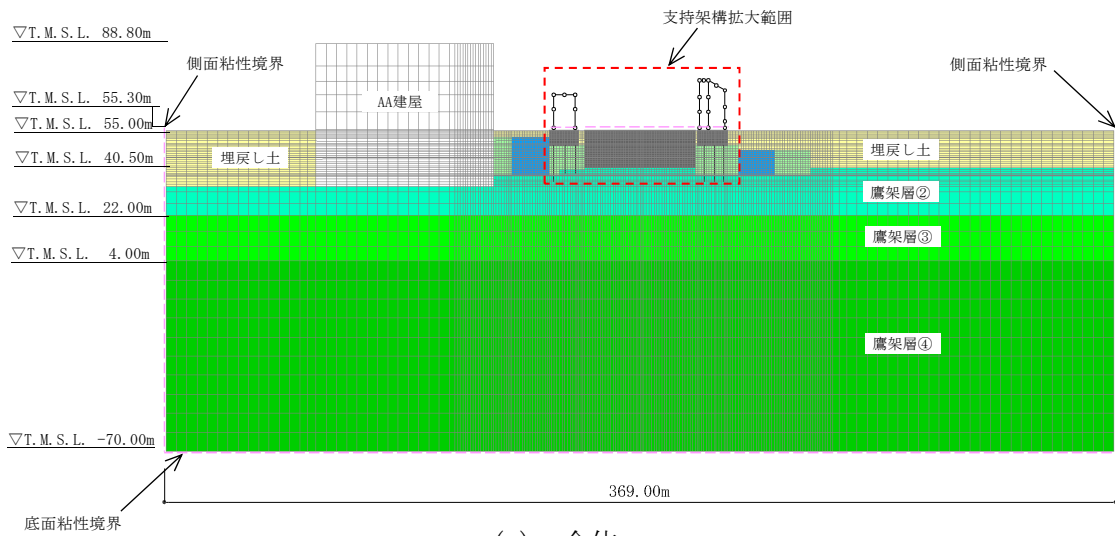 支持架構拡大範囲
▽T.M.S.L. 88.80m
側面粘性境界
側面粘性境界
▽T.M.S.L. 55.30m
AA建屋
▽T.M.S.L. 55.00m
埋戻し土
埋戻し土
▽T.M.S.L. 40.50m
鷹架層②
▽T.M.S.L. 22.00m
鷹架層③
▽T.M.S.L. 4.00m
鷹架層④
▽T.M.S.L. -70.00m
369.00m
底面粘性境界